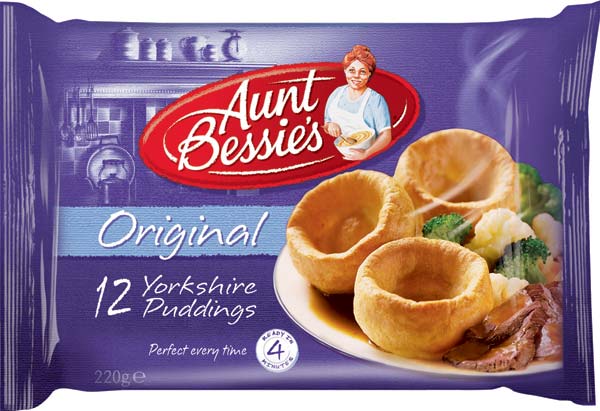 Aunt
Bessie's
Original
12 Yorkshire
Puddings
Perfect every time
READY IN
4
MINUTES
220g e